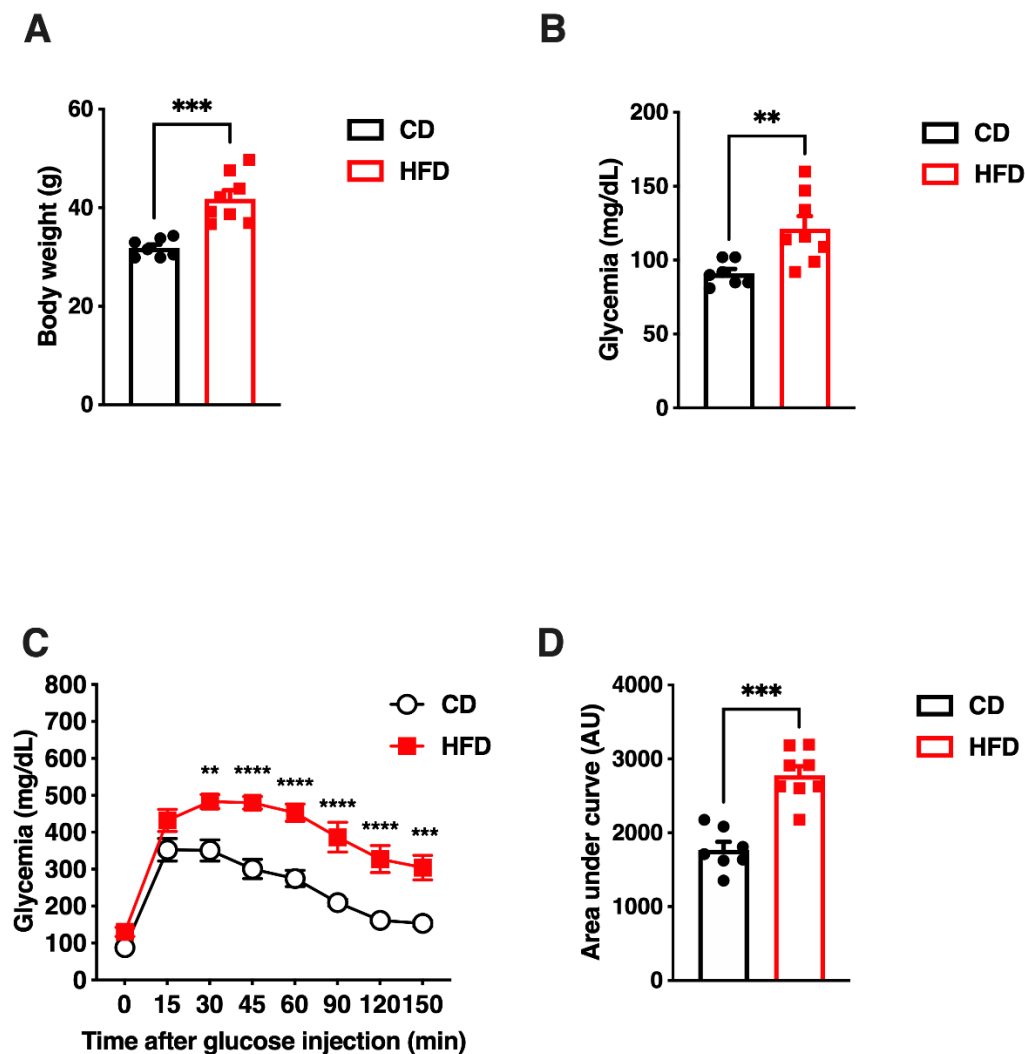 A
Body weight (g)
60
40
20
0
***
CD
HFD
B
Glycemia (mg/dL)
200
150
100
50
0
**
CD
HFD
C
Glycemia (mg/dL)
800
700
600
500
400
300
200
100
0
** **** **** **** **** ***
CD
HFD
0 15 30 45 60 90 120 150
Time after glucose injection (min)
D
Area under curve (AU)
4000
3000
2000
1000
0
***
CD
HFD